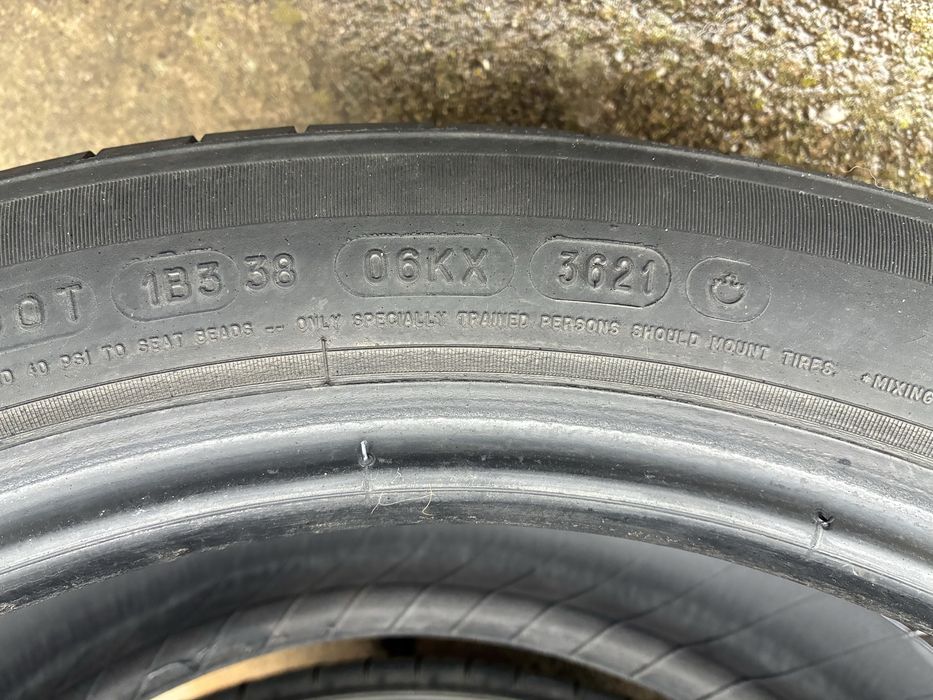 DOT 1B3 38 06KX 3621
40 PSI TO SEAT BEADS -- ONLY SPECIALLY TRAINED PERSONS SHOULD MOUNT TIRES. *MIXING